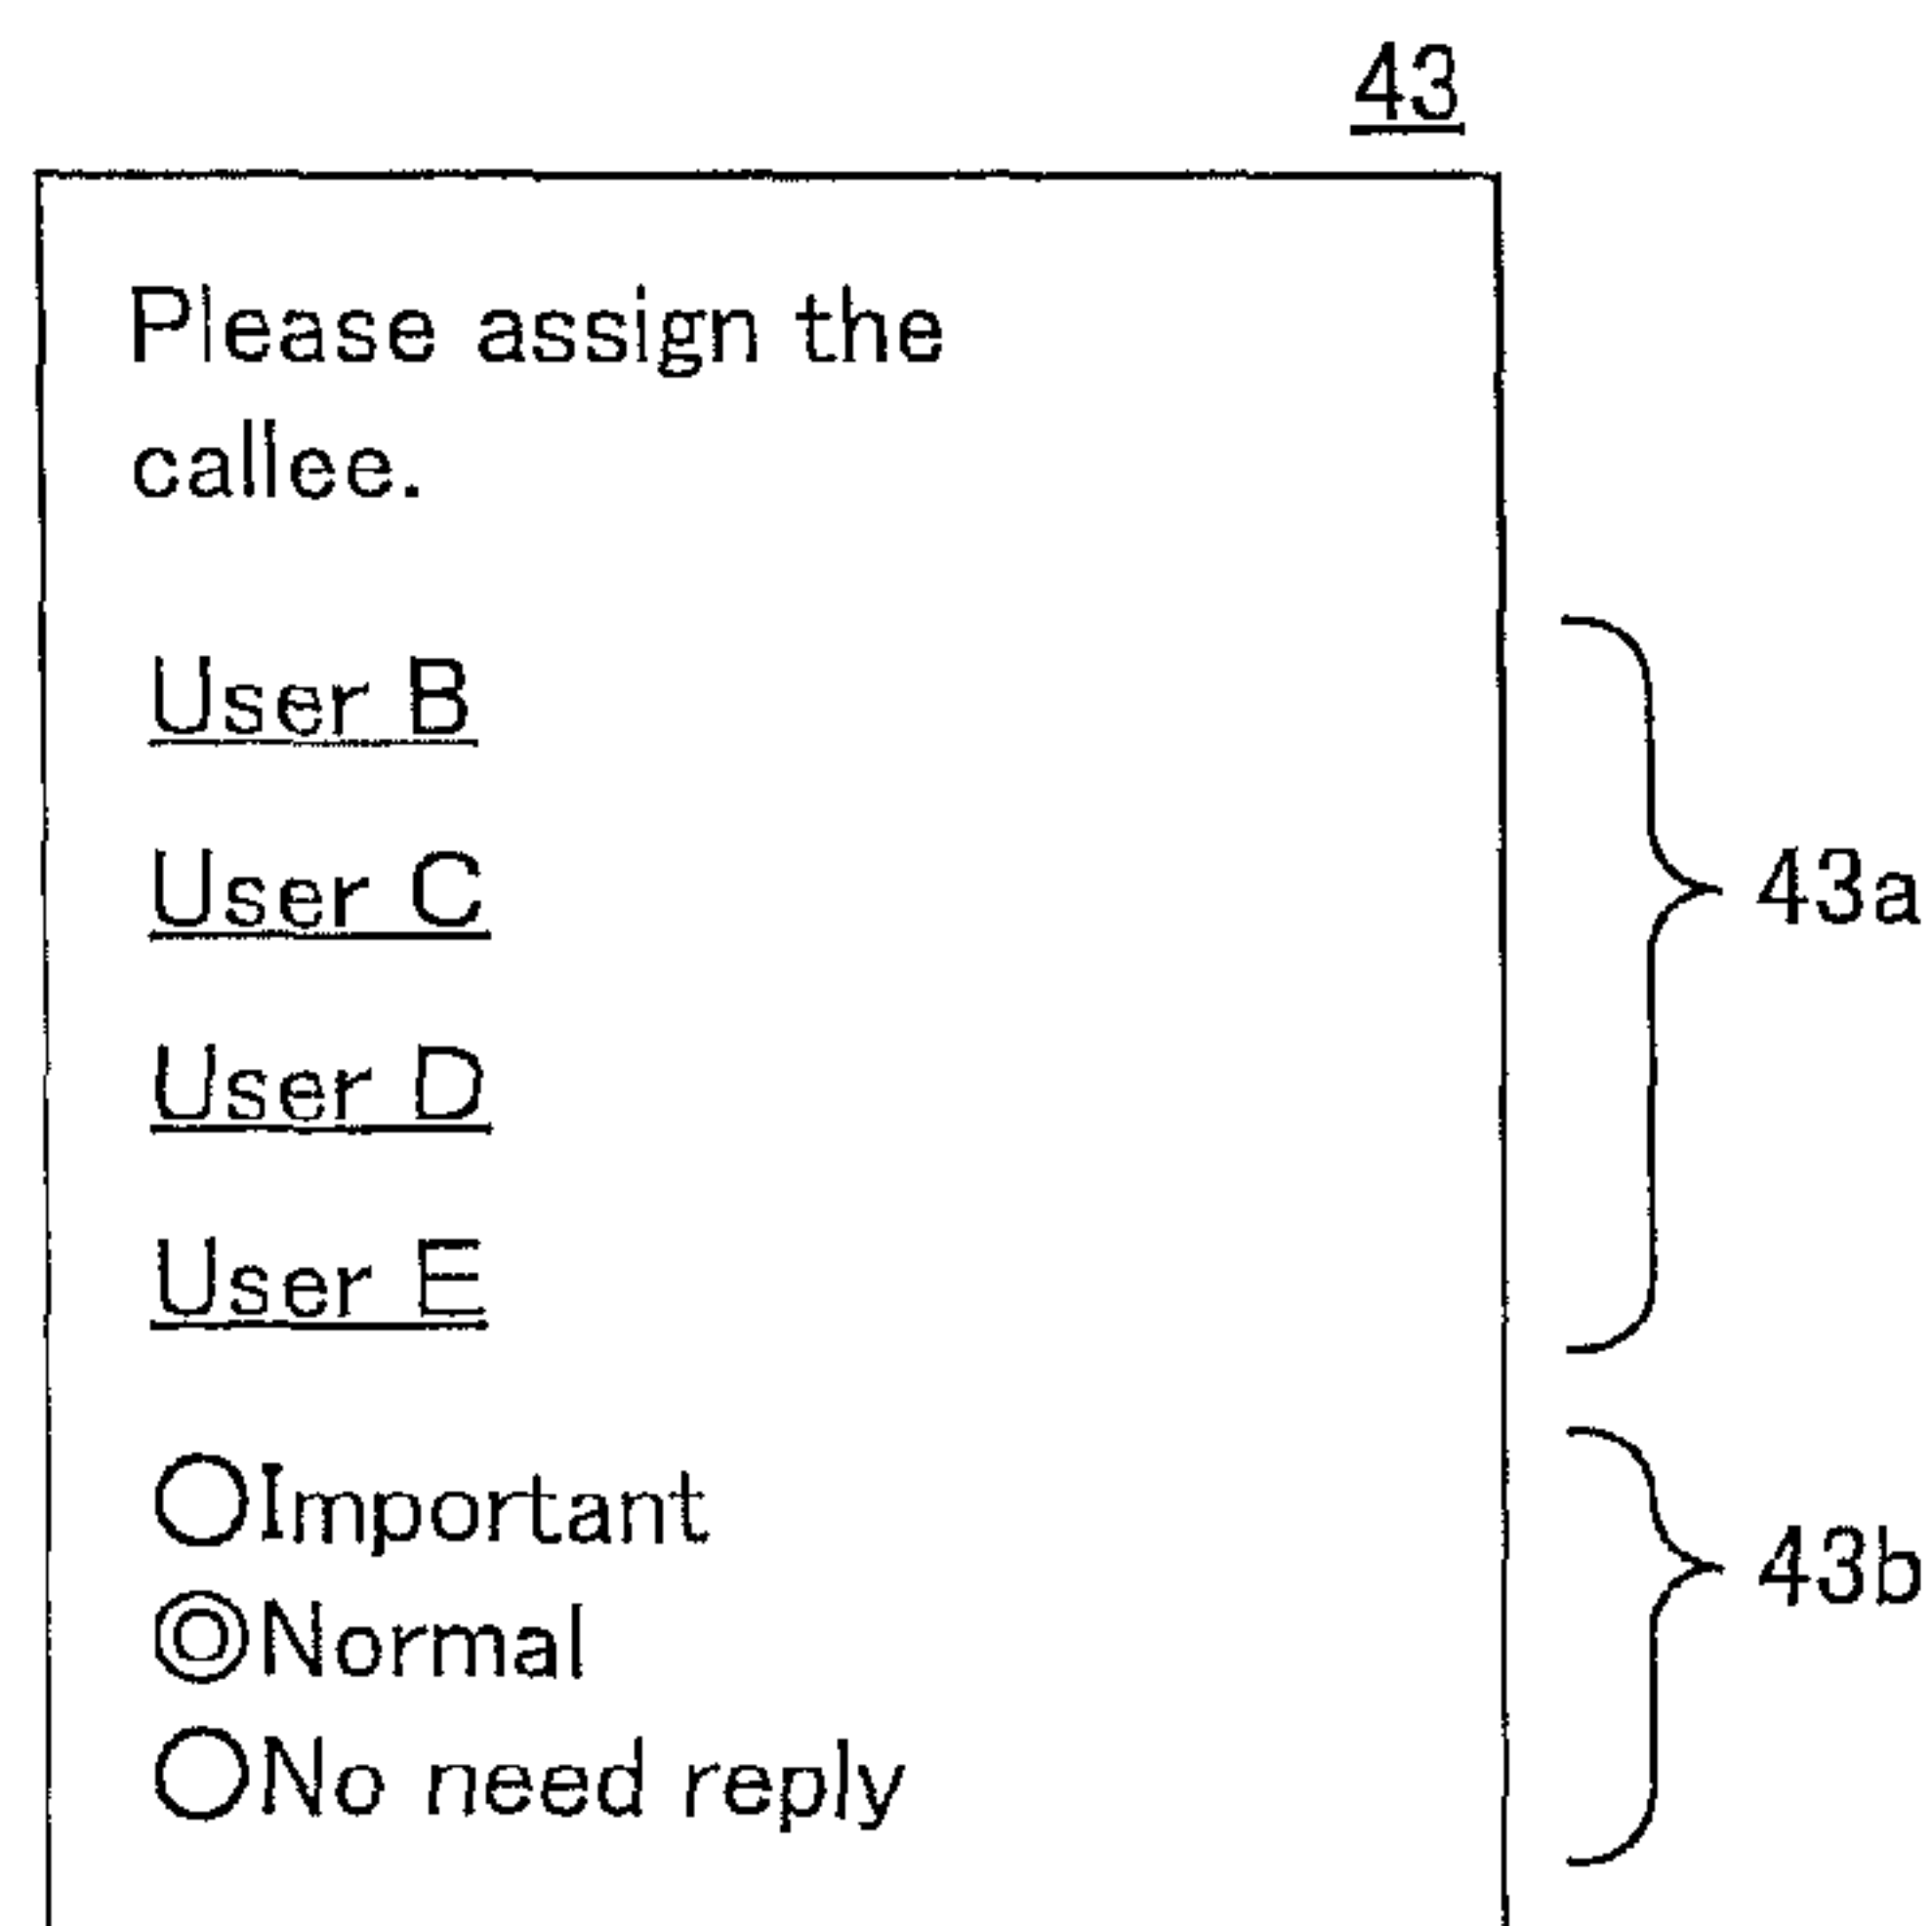 43
Please assign the
callee.
User B
User C
43a
User D
User E
Important
Normal
43b
No need reply